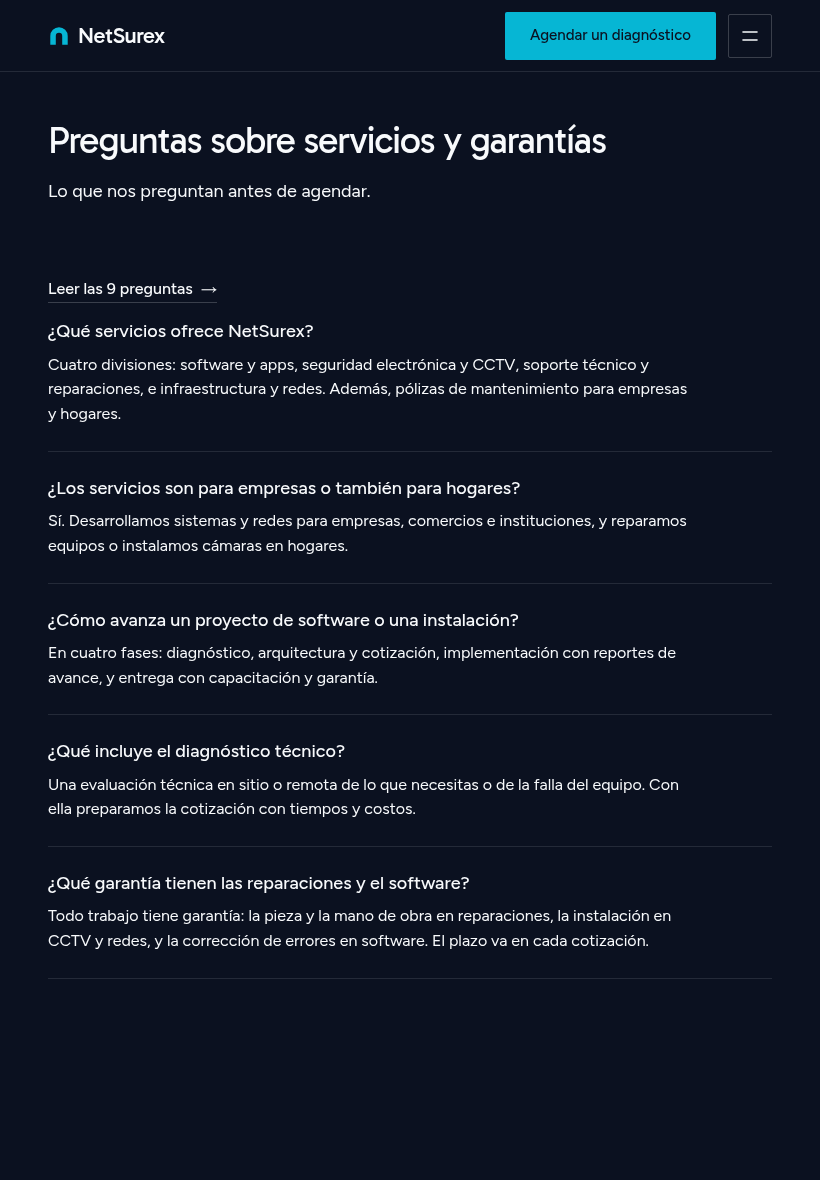 NetSurex
Agendar un diagnóstico
Preguntas sobre servicios y garantías
Lo que nos preguntan antes de agendar.
Leer las 9 preguntas →
¿Qué servicios ofrece NetSurex?
Cuatro divisiones: software y apps, seguridad electrónica y CCTV, soporte técnico y
reparaciones, e infraestructura y redes. Además, pólizas de mantenimiento para empresas
y hogares.
¿Los servicios son para empresas o también para hogares?
Sí. Desarrollamos sistemas y redes para empresas, comercios e instituciones, y reparamos
equipos o instalamos cámaras en hogares.
¿Cómo avanza un proyecto de software o una instalación?
En cuatro fases: diagnóstico, arquitectura y cotización, implementación con reportes de
avance, y entrega con capacitación y garantía.
¿Qué incluye el diagnóstico técnico?
Una evaluación técnica en sitio o remota de lo que necesitas o de la falla del equipo. Con
ella preparamos la cotización con tiempos y costos.
¿Qué garantía tienen las reparaciones y el software?
Todo trabajo tiene garantía: la pieza y la mano de obra en reparaciones, la instalación en
CCTV y redes, y la corrección de errores en software. El plazo va en cada cotización.